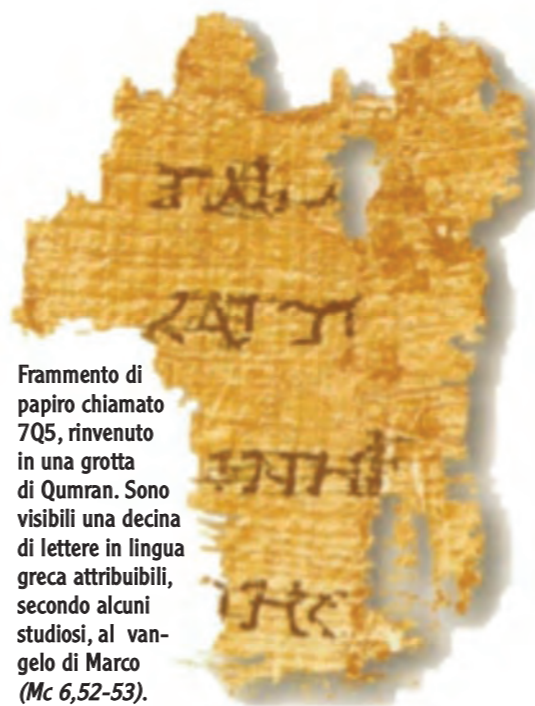 Frammento di
papiro chiamato
7Q5, rinvenuto
in una grotta
di Qumran. Sono
visibili una decina
di lettere in lingua
greca attribuibili,
secondo alcuni
studiosi, al van-
gelo di Marco
(Mc 6,52-53).